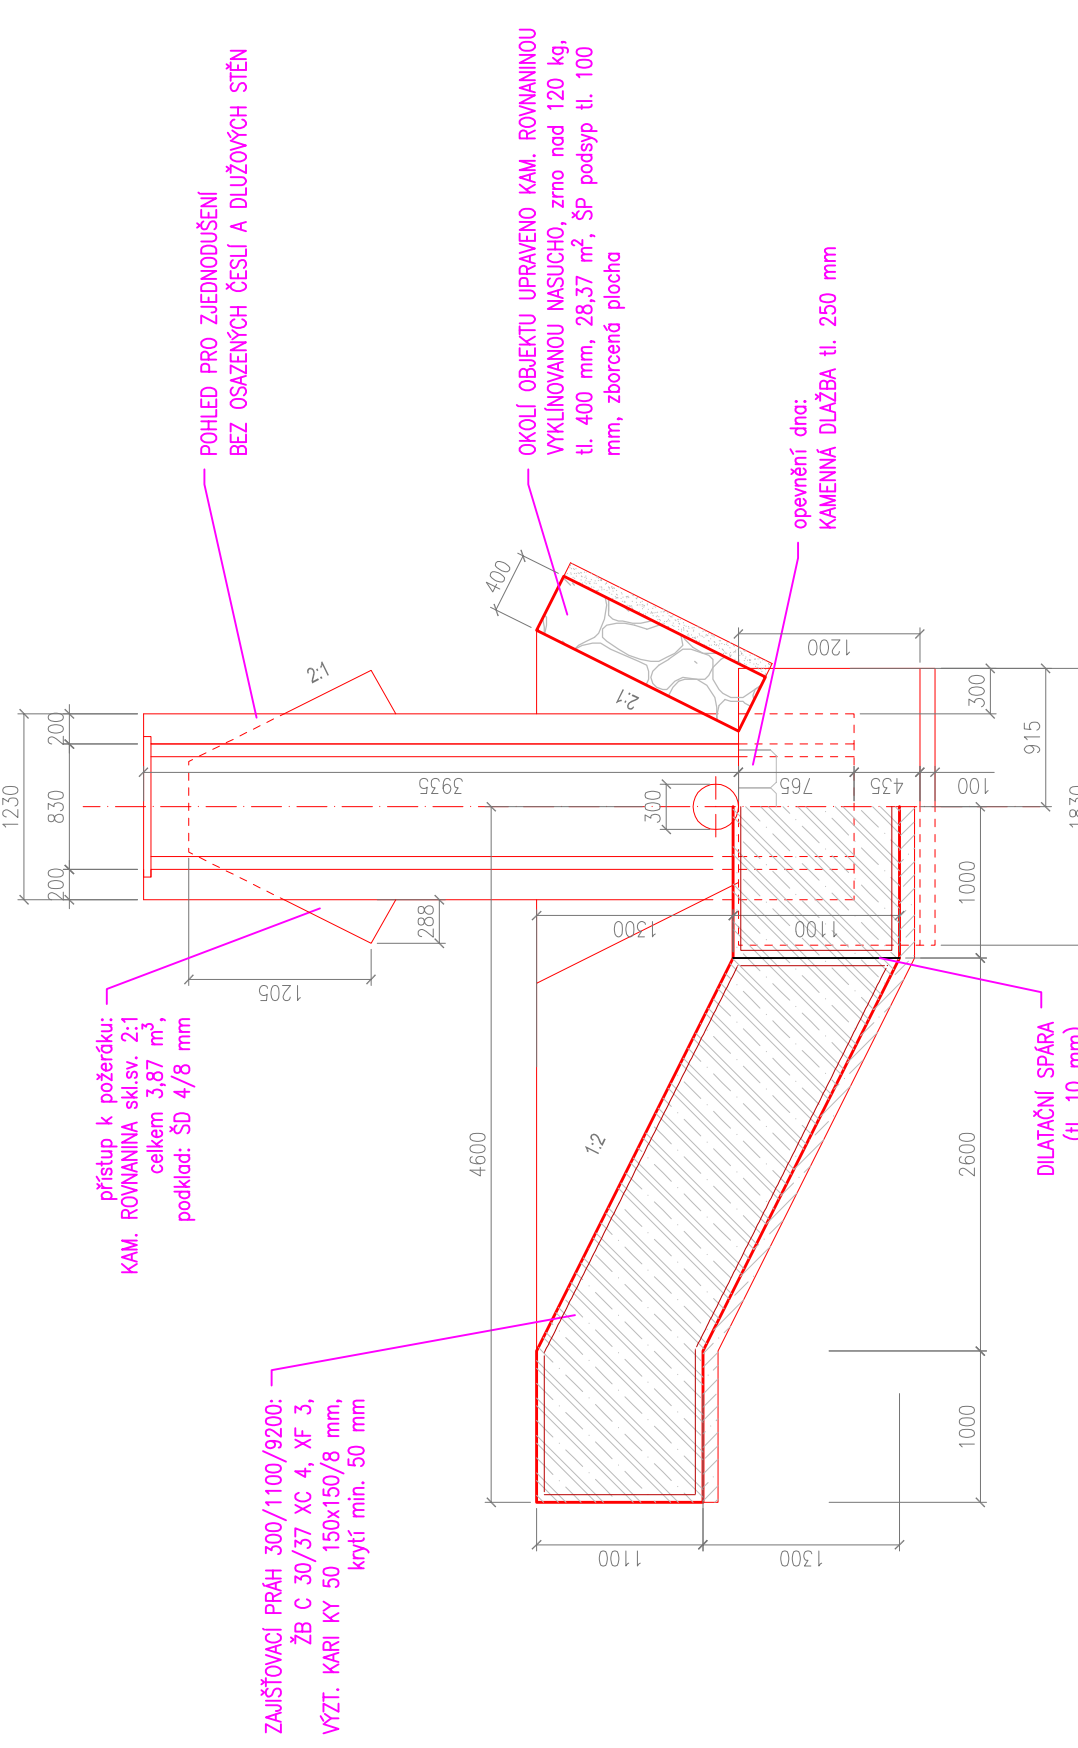 POHLED PRO ZJEDNODUŠENÍ
BEZ OSAZENÝCH ČESLÍ A DLUŽOVÝCH STĚN
OKOLÍ OBJEKTU UPRAVENO KAM. ROVNANINOU
VYKLÍNOVANOU NASUCHO, zrno nad 120 kg,
tl. 400 mm, 28,37 m², ŠP podsyp tl. 100
mm, zborcená plocha
opevnění dna:
KAMENNÁ DLAŽBA tl. 250 mm
přístup k požeráku:
KAM. ROVNANINA skl.sv. 2:1
celkem 3,87 m³,
podklad: ŠD 4/8 mm
ZAJIŠŤOVACÍ PRÁH 300/1100/9200:
ŽB C 30/37 XC 4, XF 3,
VÝZT. KARI KY 50 150x150/8 mm,
krytí min. 50 mm
DILATAČNÍ SPÁRA
(tl. 10 mm)
1230
200
830
200
2:1
288
1205
400
2:1
3935
300
765
435
100
1200
300
915
1830
1300
1100
1000
4600
1:2
2600
1000
1100
1300